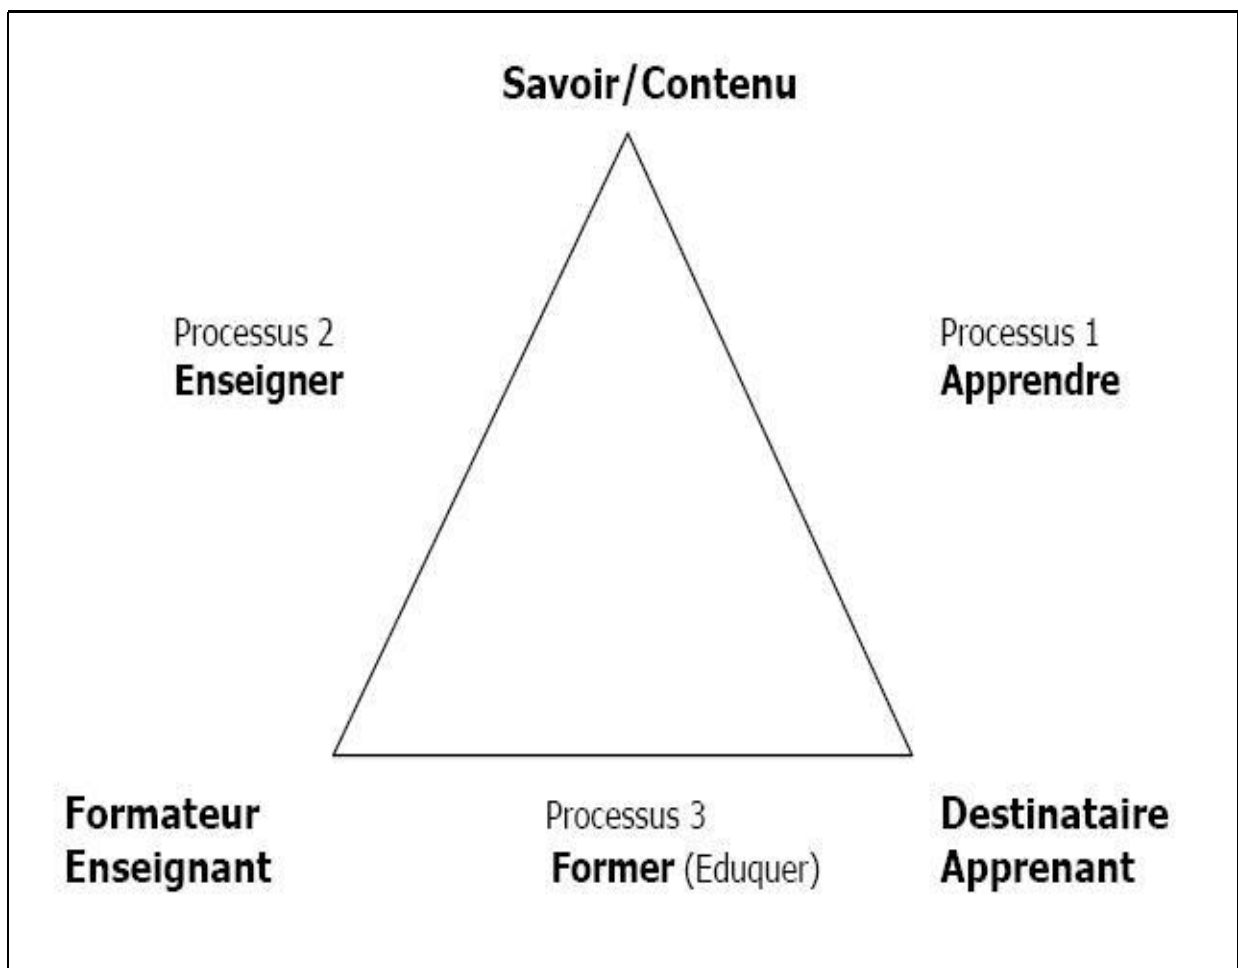 Savoir/Contenu
Processus 2
Enseigner
Processus 1
Apprendre
Formateur
Enseignant
Processus 3
Former (Eduquer)
Destinataire
Apprenant